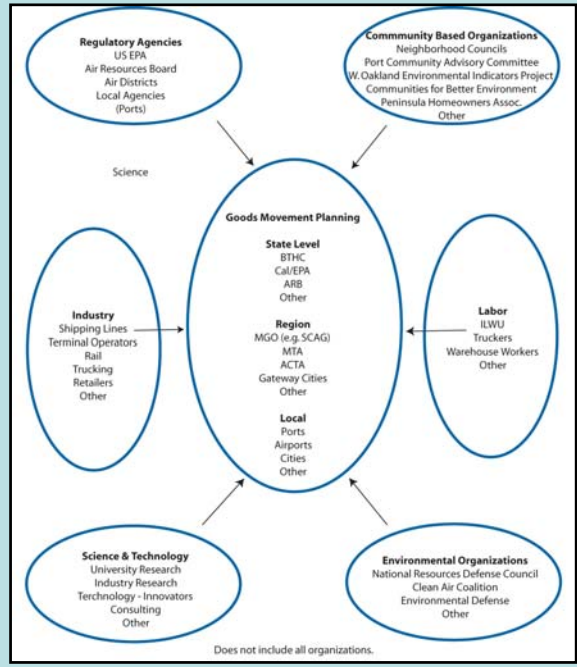 Regulatory Agencies
US EPA
Air Resources Board
Air Districts
Local Agencies
(Ports)
Commmunity Based Organizations
Neighborhood Councils
Port Community Advisory Committee
W.Oakland Environmental Indicators Project
Communities for Better Environment
Peninsula Homeowners Assoc.
Other
Science
Goods Movement Planning
State Level
BTHC
Cal/EPA
ARB
Other
Region
MGO (e.g. SCAG)
MTA
ACTA
Gateway Cities
Other
Local
Ports
Airports
Cities
Other
Industry
Shipping Lines
Terminal Operators
Rail
Trucking
Retailers
Other
Labor
ILWU
Truckers
Warehouse Workers
Other
Science & Technology
University Research
Industry Research
Terchnology - Innovators
Consulting
Other
Environmental Organizations
National Resources Defense Council
Clean Air Coalition
Environmental Defense
Other
Does not include all organizations.